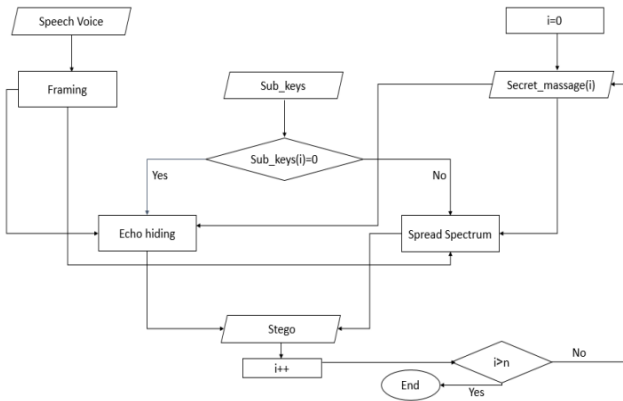 Speech Voice
i=0
Framing
Sub_keys
Secret_massage(i)
Sub_keys(i)=0
Yes
No
Echo hiding
Spread Spectrum
Stego
i++
i>n
No
End
Yes